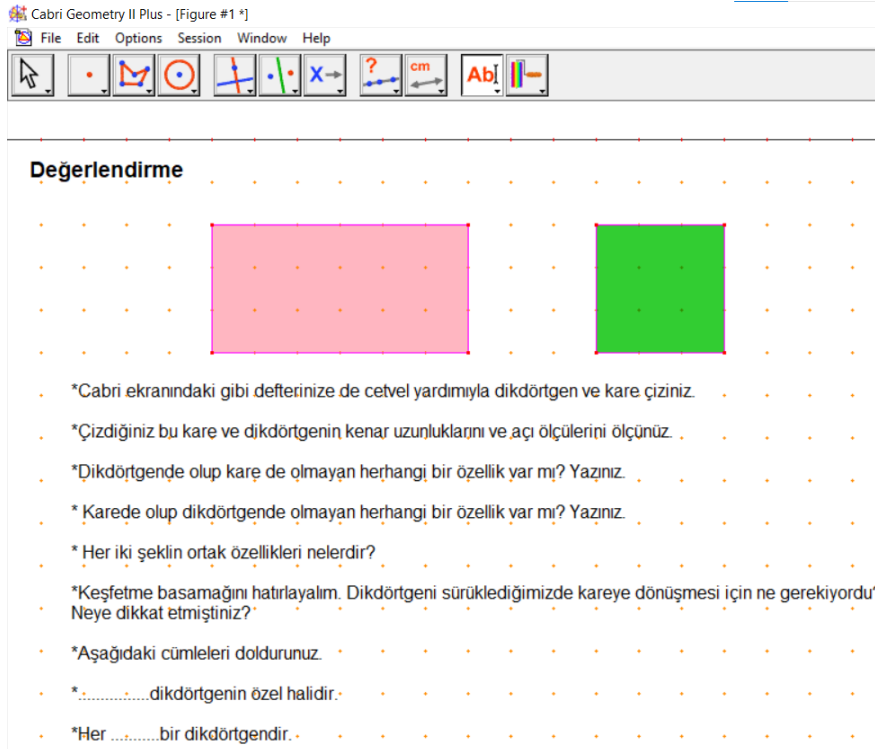 Cabri Geometry II Plus - [Figure #1 *]
File Edit Options Session Window Help
? cm Ab X
Değerlendirme
*Cabri ekranındaki gibi defterinize de cetvel yardımıyla dikdörtgen ve kare çiziniz.
*Çizdiğiniz bu kare ve dikdörtgenin kenar uzunluklarını ve açı ölçülerini ölçünüz.
*Dikdörtgende olup kare de olmayan herhangi bir özellik var mı? Yazınız.
* Karede olup dikdörtgende olmayan herhangi bir özellik var mı? Yazınız.
* Her iki şeklin ortak özellikleri nelerdir?
*Keşfetme basamağını hatırlayalım. Dikdörtgeni sürüklediğimizde kareye dönüşmesi için ne gerekiyordu?
Neye dikkat etmiştiniz?
*Aşağıdaki cümleleri doldurunuz.
*................dikdörtgenin özel halidir.
*Her ...........bir dikdörtgendir.